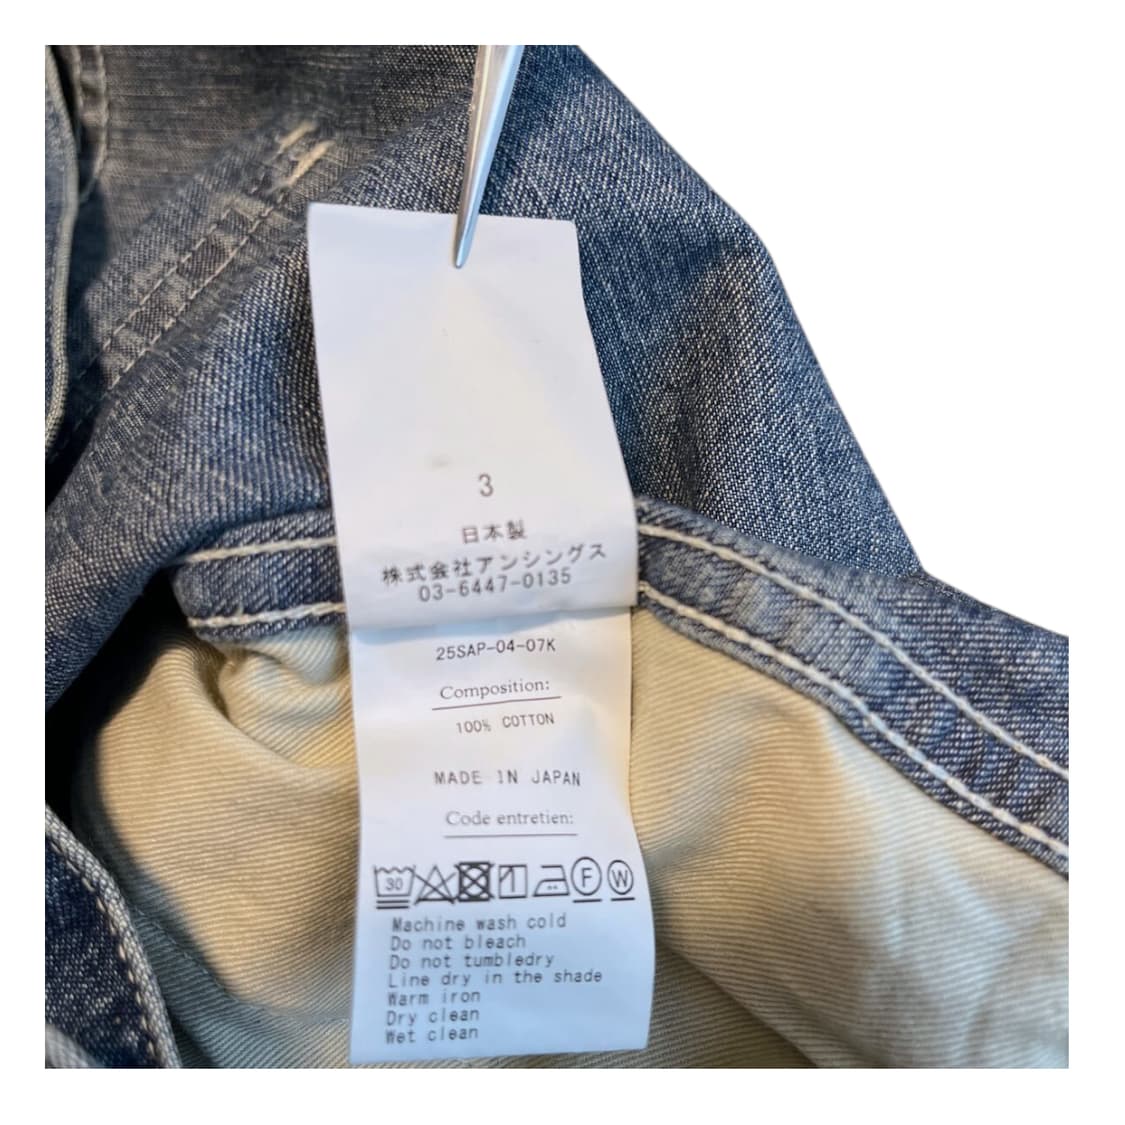 3
日本製
株式会社アンシングス
03-6447-0135
25SAP-04-07K
Composition:
100% COTTON
MADE IN JAPAN
Code entretien:
30 F W
Machine wash cold
Do not bleach
Do not tumbledry
Line dry in the shade
Warm iron
Dry clean
Wet clean